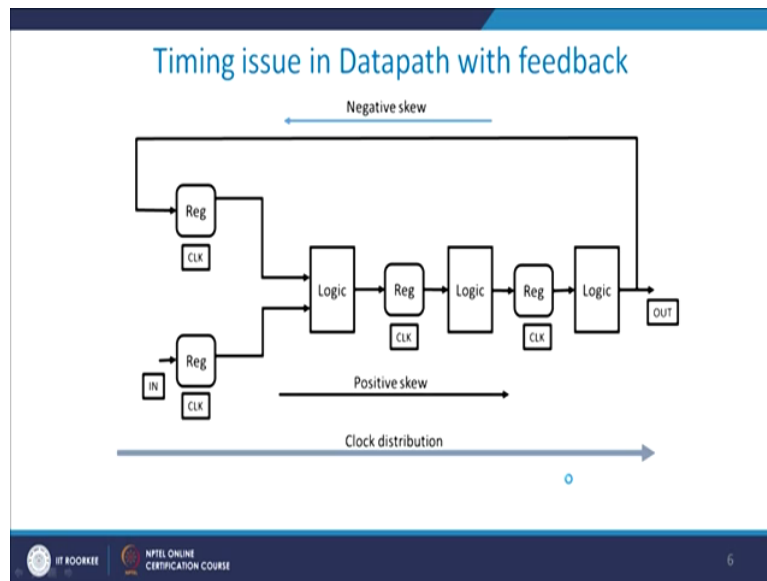 Timing issue in Datapath with feedback
Negative skew
Reg
CLK
Logic
Reg
Logic
Reg
Logic
CLK
CLK
OUT
Reg
IN
CLK
Positive skew
Clock distribution
IIT ROORKEE
NPTEL ONLINE
CERTIFICATION COURSE
6